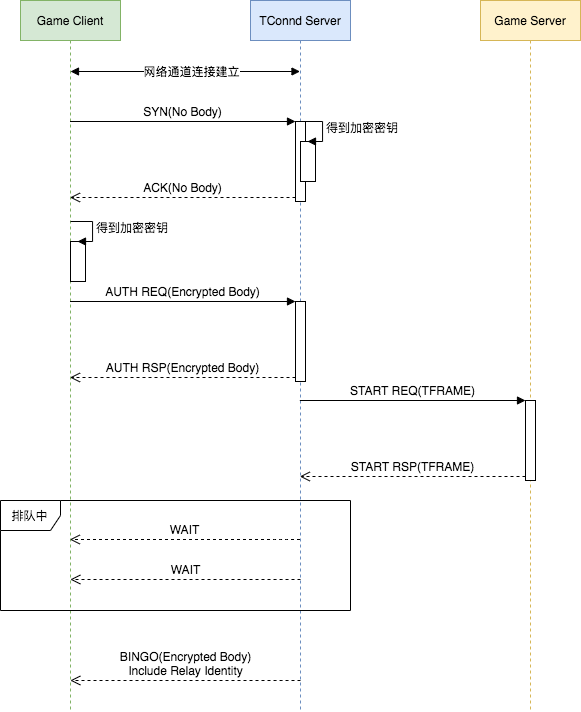 Game Client
TConnd Server
Game Server
网络通道连接建立
SYN(No Body)
得到加密密钥
ACK(No Body)
得到加密密钥
AUTH REQ(Encrypted Body)
AUTH RSP(Encrypted Body)
START REQ(TFRAME)
START RSP(TFRAME)
排队中
WAIT
WAIT
BINGO(Encrypted Body)
Include Relay Identity